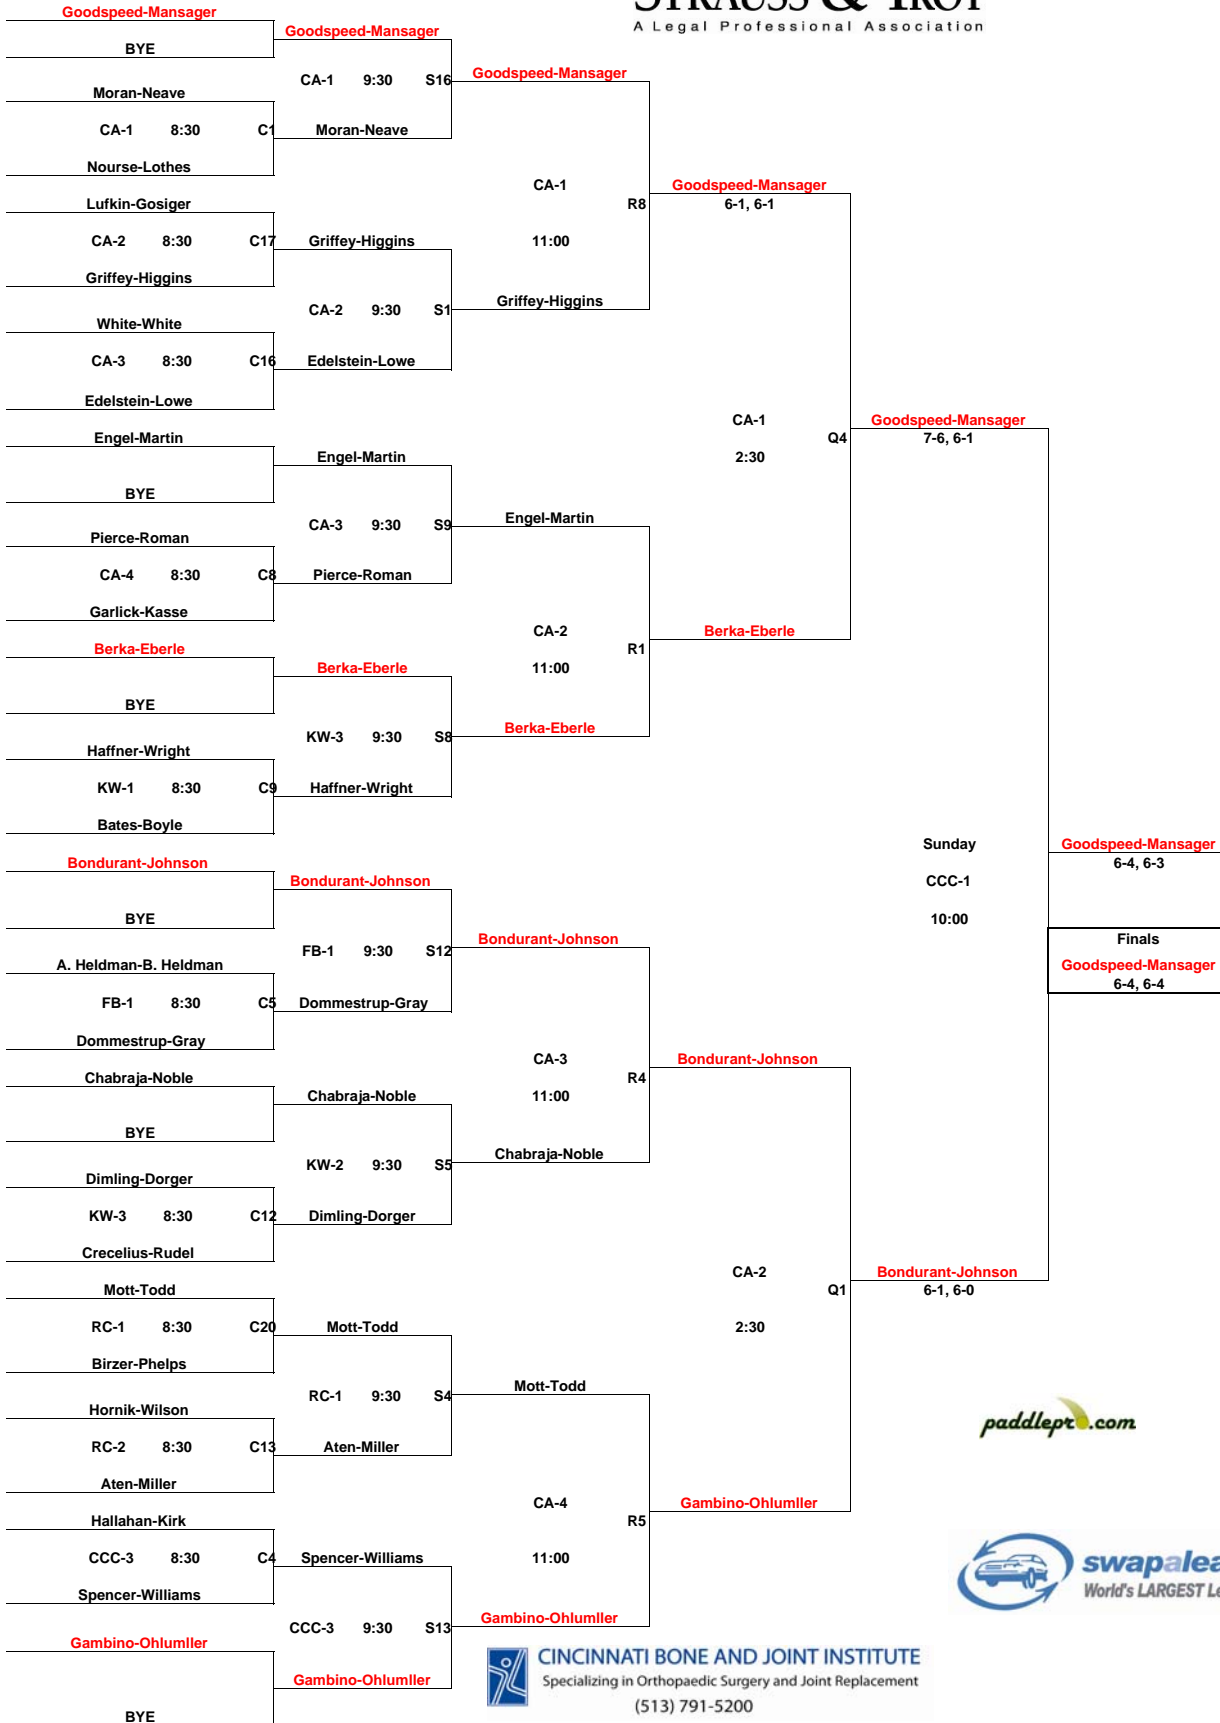 STRAUSS & TROY
A Legal Professional Association
Goodspeed-Mansager
BYE
Goodspeed-Mansager
CA-1 9:30 S16
Goodspeed-Mansager
Moran-Neave
CA-1 8:30 C1
Moran-Neave
Nourse-Lothes
CA-1
R8
11:00
Goodspeed-Mansager
6-1, 6-1
Lufkin-Gosiger
CA-2 8:30 C17
Griffey-Higgins
Griffey-Higgins
CA-2 9:30 S1
Griffey-Higgins
White-White
CA-3 8:30 C16
Edelstein-Lowe
Edelstein-Lowe
CA-1
Q4
2:30
Goodspeed-Mansager
7-6, 6-1
Engel-Martin
BYE
Engel-Martin
CA-3 9:30 S9
Engel-Martin
Pierce-Roman
CA-4 8:30 C8
Pierce-Roman
Garlick-Kasse
CA-2
R1
11:00
Berka-Eberle
Berka-Eberle
BYE
Berka-Eberle
KW-3 9:30 S8
Berka-Eberle
Haffner-Wright
KW-1 8:30 C9
Haffner-Wright
Bates-Boyle
Sunday
CCC-1
10:00
Goodspeed-Mansager
6-4, 6-3
Finals
Goodspeed-Mansager
6-4, 6-4
Bondurant-Johnson
BYE
Bondurant-Johnson
FB-1 9:30 S12
Bondurant-Johnson
A. Heldman-B. Heldman
FB-1 8:30 C5
Dommestrup-Gray
Dommestrup-Gray
CA-3
R4
11:00
Bondurant-Johnson
Chabraja-Noble
BYE
Chabraja-Noble
KW-2 9:30 S5
Chabraja-Noble
Dimling-Dorger
KW-3 8:30 C12
Dimling-Dorger
Crecelius-Rudel
CA-2
Q1
2:30
Bondurant-Johnson
6-1, 6-0
Mott-Todd
RC-1 8:30 C20
Mott-Todd
Birzer-Phelps
RC-1 9:30 S4
Mott-Todd
Hornik-Wilson
RC-2 8:30 C13
Aten-Miller
Aten-Miller
CA-4
R5
11:00
Gambino-Ohlumller
Hallahan-Kirk
CCC-3 8:30 C4
Spencer-Williams
Spencer-Williams
CCC-3 9:30 S13
Gambino-Ohlumller
Gambino-Ohlumller
Gambino-Ohlumller
BYE
paddlepro.com
swapalea
World's LARGEST Le
CINCINNATI BONE AND JOINT INSTITUTE
Specializing in Orthopaedic Surgery and Joint Replacement
(513) 791-5200